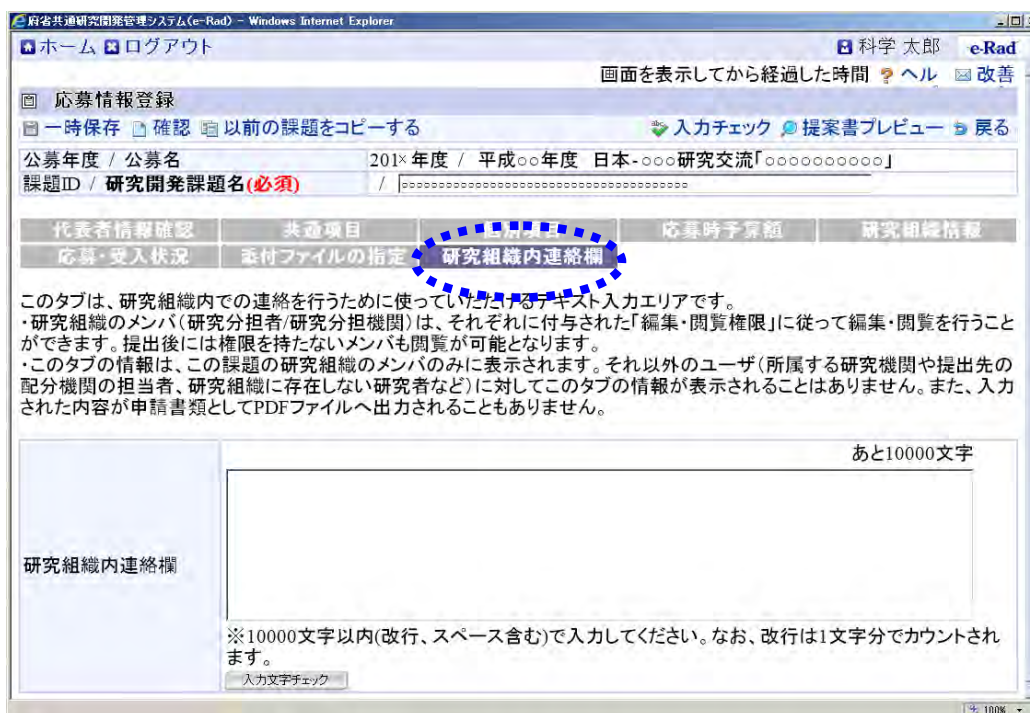 府省共通研究開発管理システム(e-Rad) - Windows Internet Explorer
ホーム ログアウト 科学 太郎 e-Rad
画面を表示してから経過した時間 ヘル 改善
応募情報登録
一時保存 確認 以前の課題をコピーする 入力チェック 提案書プレビュー 戻る
公募年度 / 公募名 201×年度 / 平成○○年度 日本-○○○研究交流「○○○○○○○○○○」
課題ID / 研究開発課題名(必須) /
代表者情報確認 共通項目 個別項目 応募時予算額 研究組織情報
応募・受入状況 添付ファイルの指定 研究組織内連絡欄
このタブは、研究組織内での連絡を行うために使っていただけるテキスト入力エリアです。
・研究組織のメンバ(研究分担者/研究分担機関)は、それぞれに付与された「編集・閲覧権限」に従って編集・閲覧を行うこと
ができます。提出後には権限を持たないメンバも閲覧が可能となります。
・このタブの情報は、この課題の研究組織のメンバのみに表示されます。それ以外のユーザ(所属する研究機関や提出先の
配分機関の担当者、研究組織に存在しない研究者など)に対してこのタブの情報が表示されることはありません。また、入力
された内容が申請書類としてPDFファイルへ出力されることもありません。
あと10000文字
研究組織内連絡欄
※10000文字以内(改行、スペース含む)で入力してください。なお、改行は1文字分でカウントされ
ます。
入力文字チェック
100%